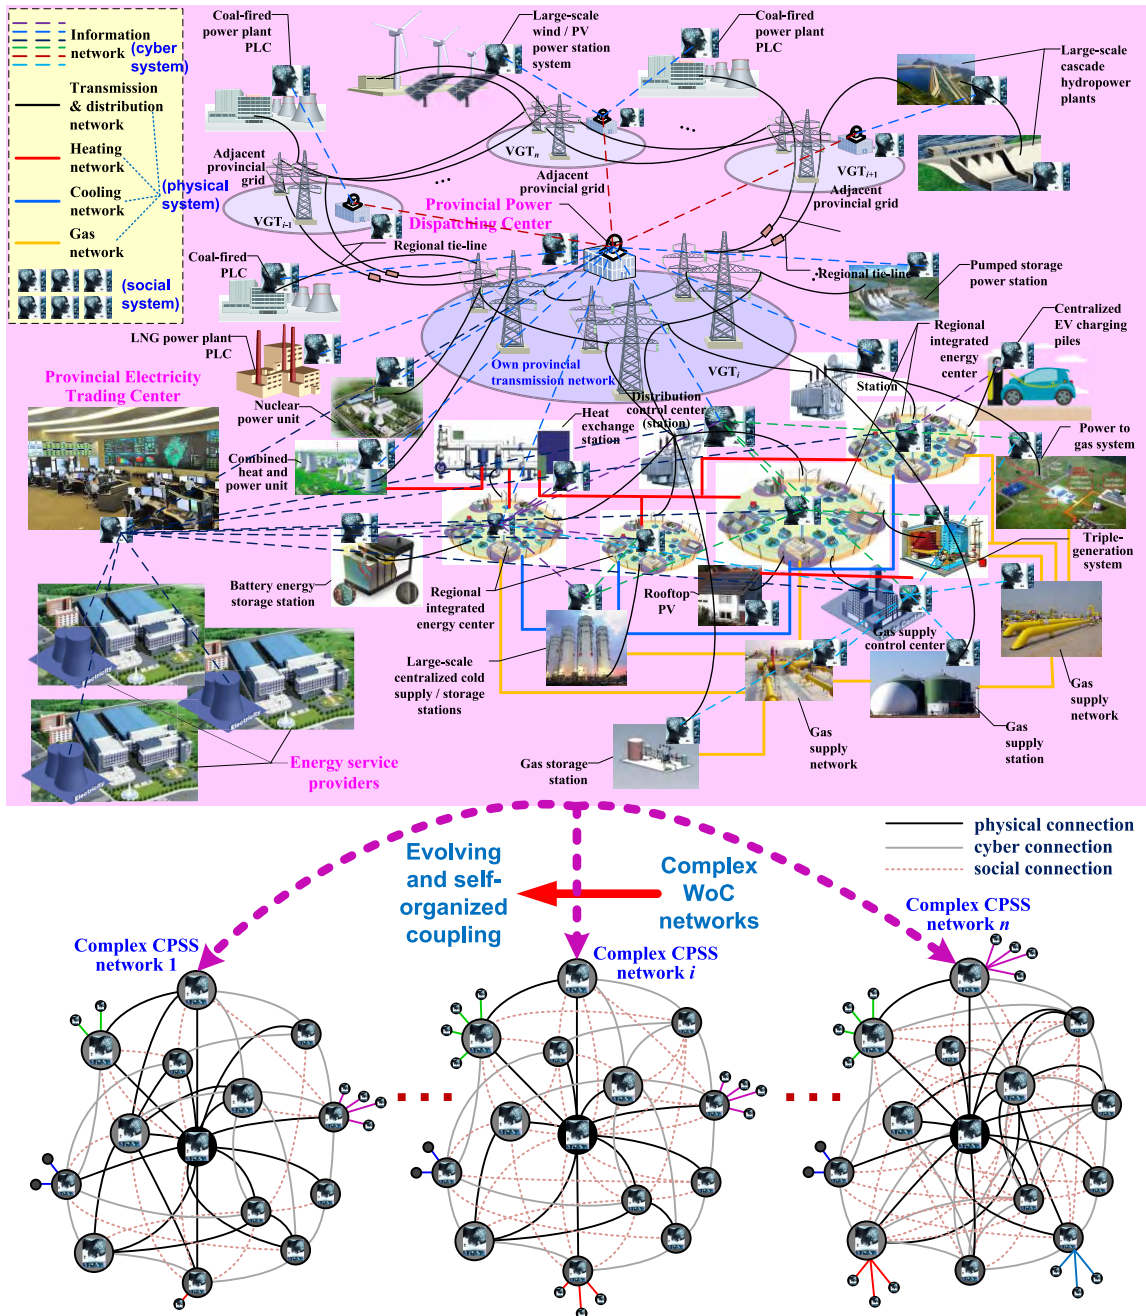 Information
network
(cyber
system)
Transmission
& distribution
network
Heating
network
Cooling
network
(physical
system)
Gas
network
(social
system)
Coal-fired
power plant
PLC
Large-scale
wind / PV
power station
system
Coal-fired
power plant
PLC
Large-scale
cascade
hydropower
plants
...
...
Adjacent
provincial
grid
VGTi-1
VGTn
Adjacent
provincial grid
VGTi+1
Adjacent
provincial grid
Provincial Power
Dispatching Center
Coal-fired
PLC
Regional tie-line
Regional tie-line
Pumped storage
power station
LNG power plant
PLC
Own provincial
transmission network
VGTi
Station
Regional
integrated
energy
center
Centralized
EV charging
piles
Provincial Electricity
Trading Center
Nuclear
power unit
Combined
heat and
power unit
Heat
exchange
station
Distribution
control center
(station)
Power to
gas system
Triple-
generation
system
Battery energy
storage station
Regional
integrated
energy center
Rooftop
PV
Gas supply
control center
Large-scale
centralized cold
supply / storage
stations
Gas
supply
network
Gas
supply
station
Gas
supply
network
Gas storage
station
Electricity
Electricity
Electricity
Energy service
providers
physical connection
cyber connection
social connection
Evolving
and self-
organized
coupling
Complex
WoC
networks
Complex CPSS
network 1
Complex CPSS
network i
Complex CPSS
network n